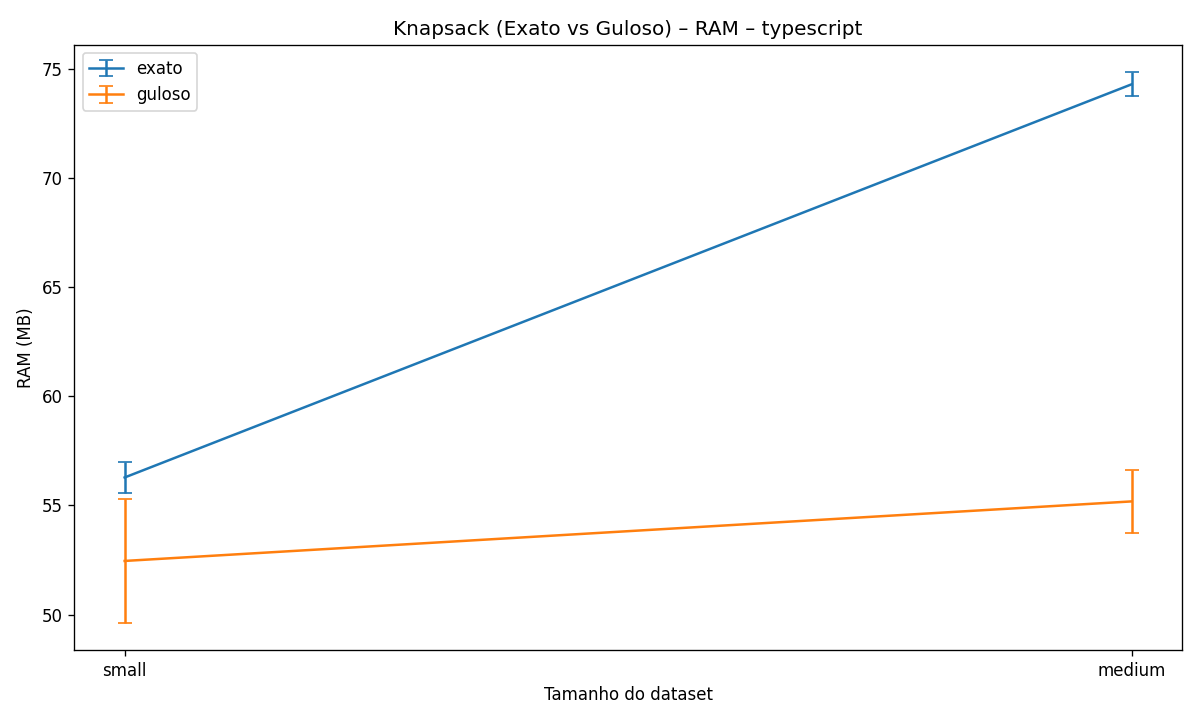 Knapsack (Exato vs Guloso) – RAM – typescript
exato
guloso
75
70
65
60
55
50
RAM (MB)
small
medium
Tamanho do dataset